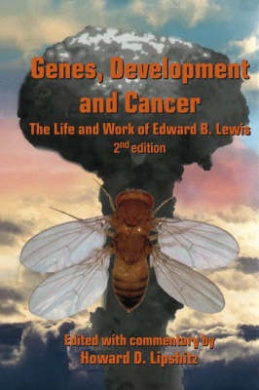 Genes, Development
and Cancer
The Life and Work of Edward B. Lewis
2nd edition
Edited with commentary by
Howard D. Lipshitz